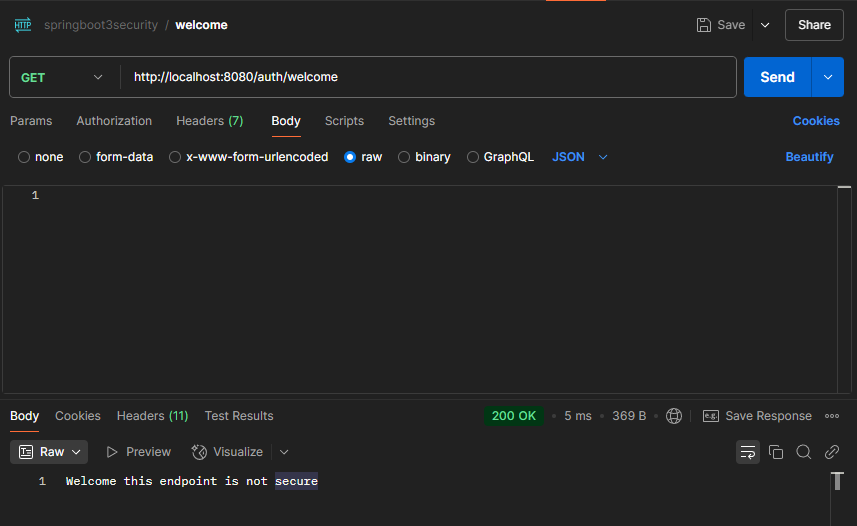 HTTP springboot3security / welcome Save Share
GET http://localhost:8080/auth/welcome Send
Params Authorization Headers (7) Body Scripts Settings Cookies
none form-data x-www-form-urlencoded raw binary GraphQL JSON Beautify
1
Body Cookies Headers (11) Test Results 200 OK • 5 ms • 369 B • e.g. Save Response
Raw Preview Visualize
1 Welcome this endpoint is not secure